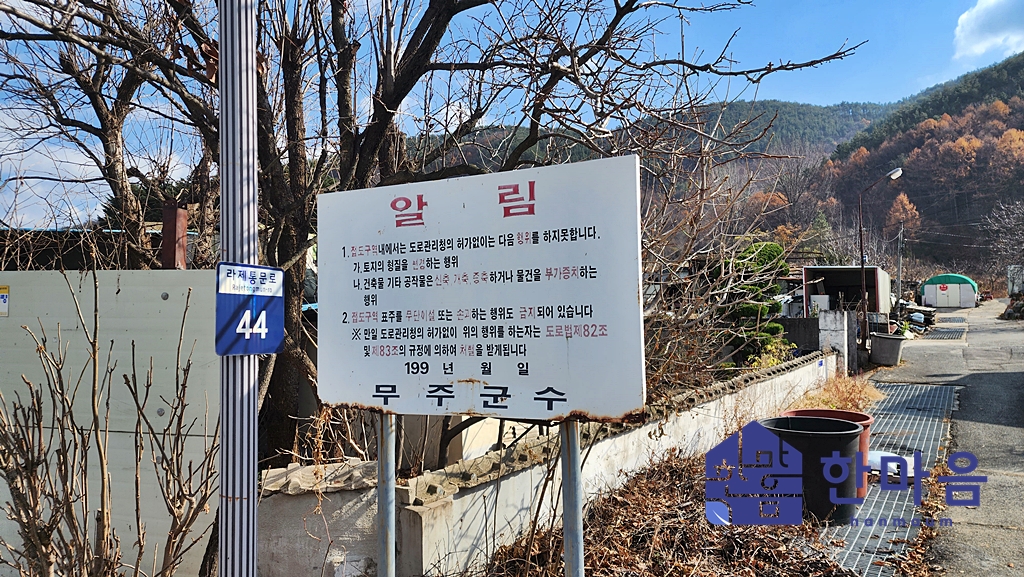 알 림
1. 접도구역내에서는 도로관리청의 허가없이는 다음 행위를 하지못합니다.
가. 토지의 형질을 변경하는 행위
나. 건축물 기타 공작물은 신축 개축 증축하거나 물건을 부가증치하는
행위
2. 접도구역 표주를 무단이설 또는 손괴하는 행위도 금지되어 있습니다
※ 만일 도로관리청의 허가없이 위의 행위를 하는자는 도로법제82조
및 제83조의 규정에 의하여 처벌을 받게됩니다
199 년 월 일
무주군수
라제통문로
44
한마음